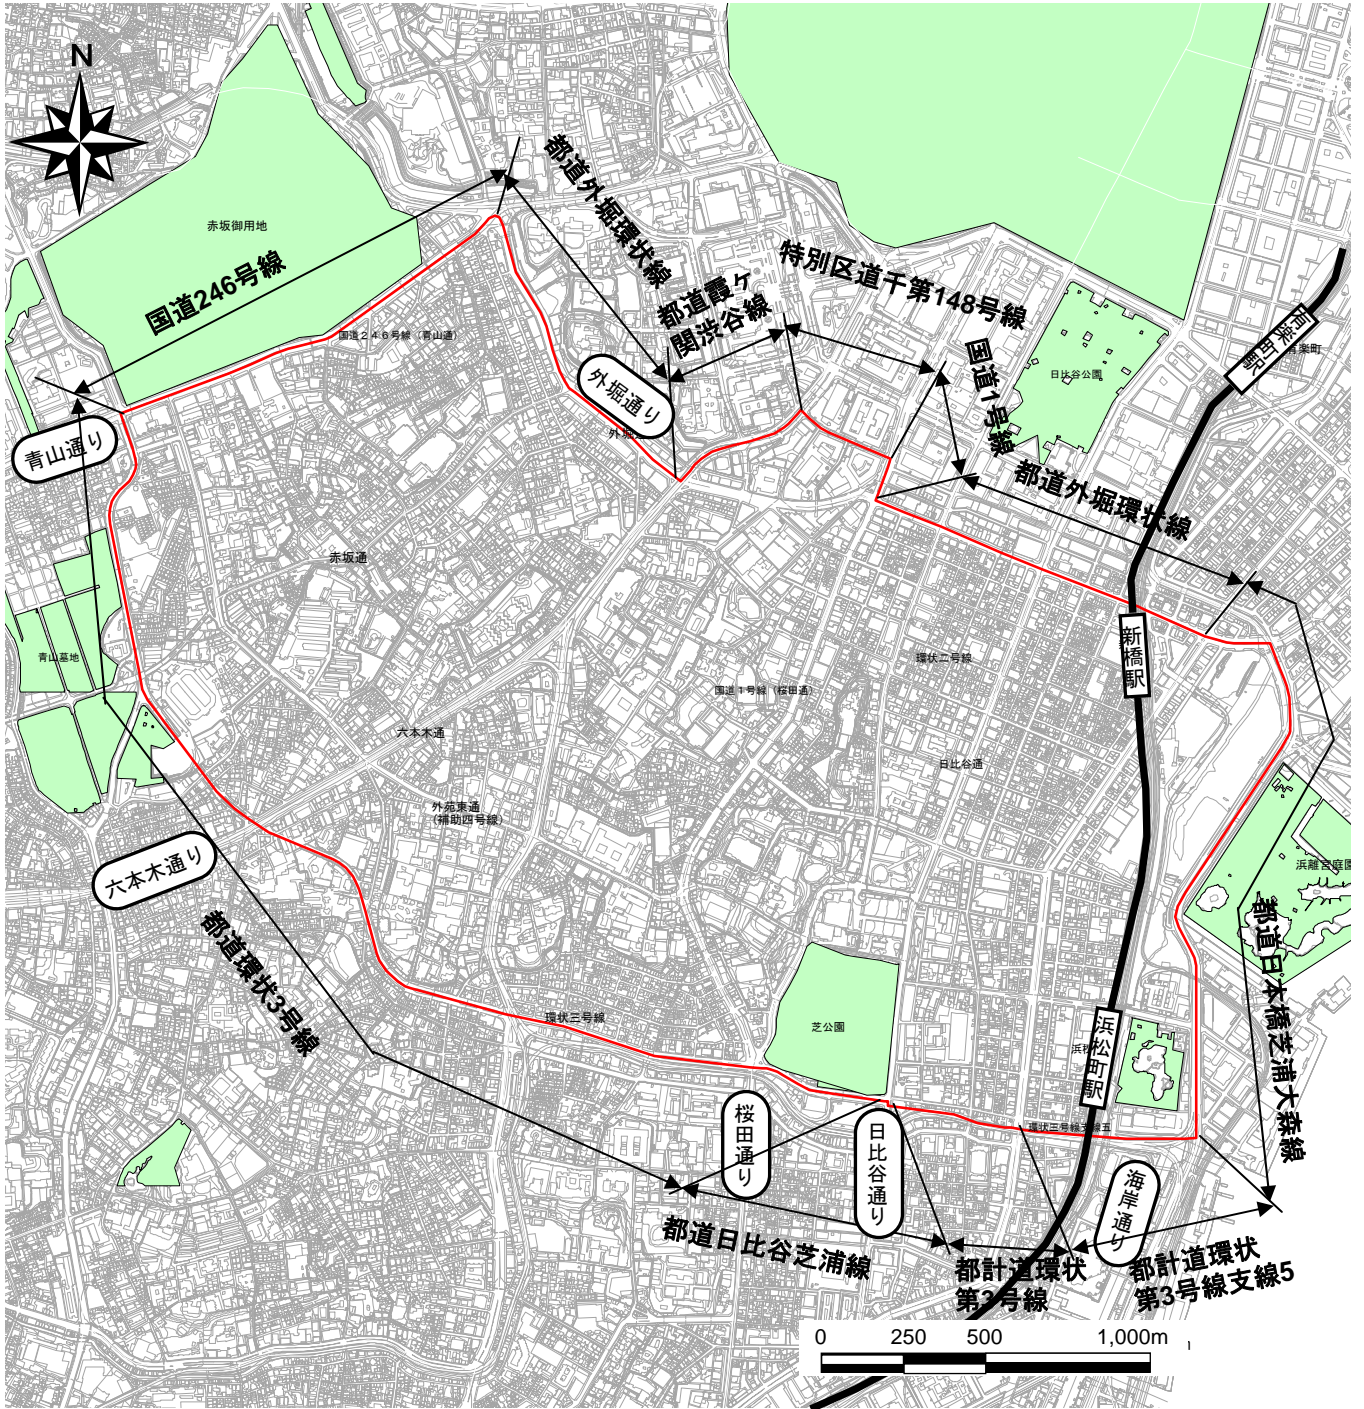 N
都道外堀環状線
赤坂御用地
国道246号線
特別区道千第148号線
都道霞ケ
関渋谷線
国道246号線(青山通)
有楽町駅
有楽町
国道1号線
日比谷公園
外堀通り
青山通り
都道外堀環状線
赤坂通
新橋駅
青山墓地
環状二号線
国道1号線(桜田通)
六本木通
日比谷通
外苑東通
(補助四号線)
六本木通り
浜離宮庭園
都道環状3号線
都道日本橋芝浦大森線
環状三号線
芝公園
浜松町駅
桜田通り
日比谷通り
環状三号線支線五
海岸通り
都道日比谷芝浦線
都計道環状
第3号線
都計道環状
第3号線支線5
0 250 500 1,000m